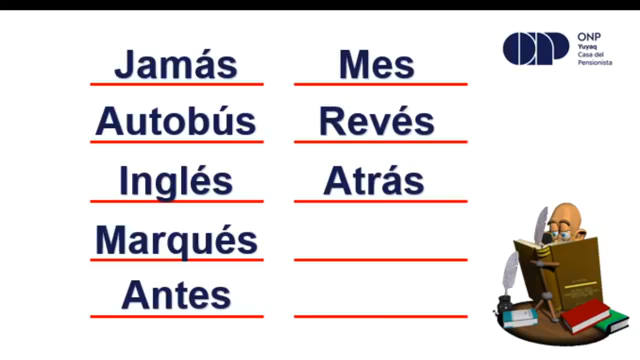 Jamás
Autobús
Inglés
Marqués
Antes
Mes
Revés
Atrás
ONP
Yuyaq
Casa del
Pensionista